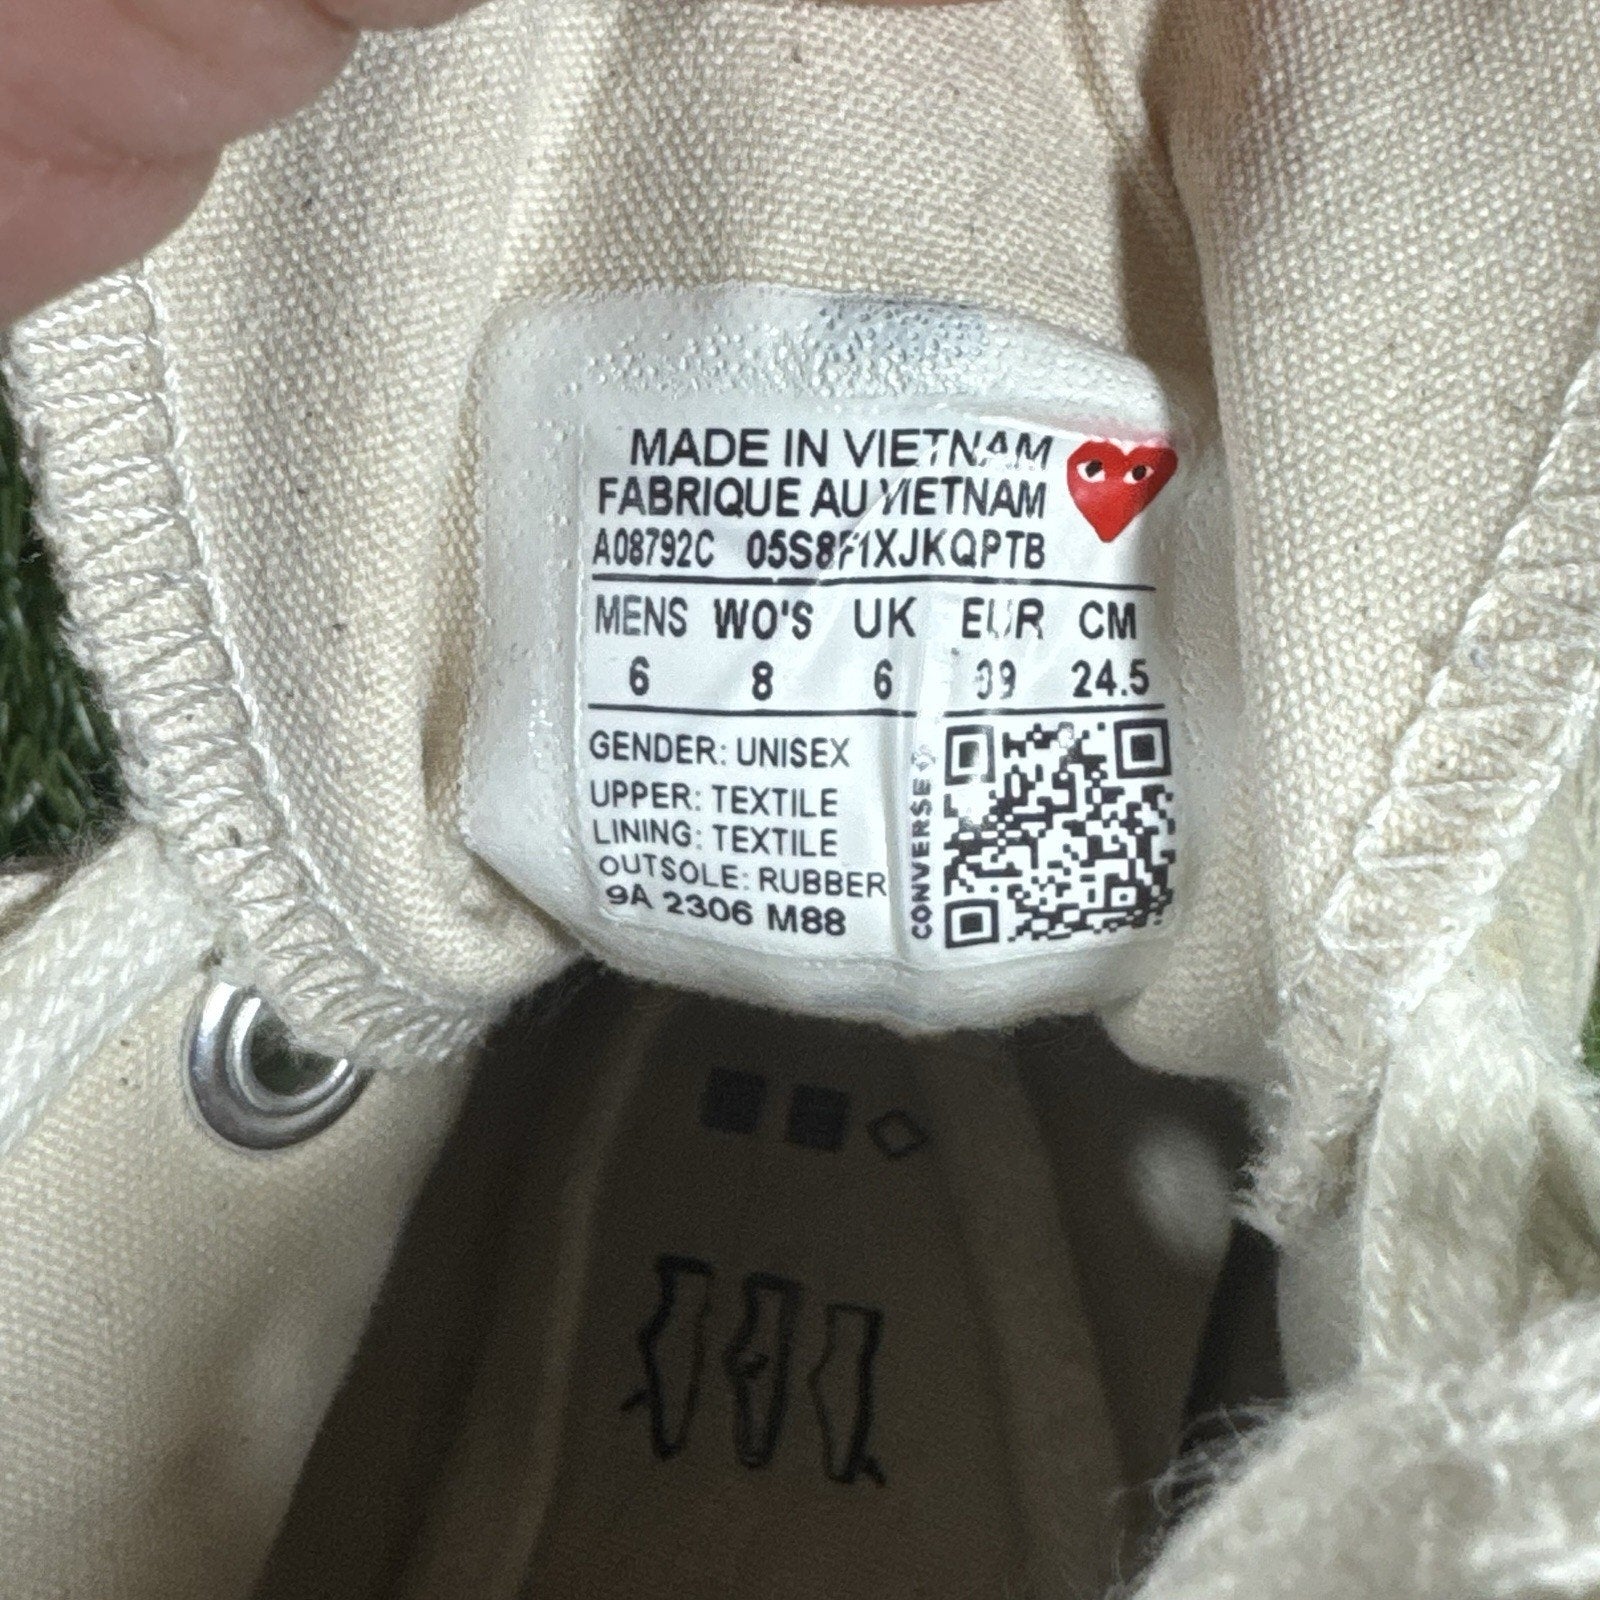 MADE IN VIETNAM
FABRIQUE AU VIETNAM
A08792C 05S8F1XJKQPTB
MENS WO'S UK EUR CM
6 8 6 39 24.5
GENDER: UNISEX
UPPER: TEXTILE
LINING: TEXTILE
OUTSOLE: RUBBER
9A 2306 M88
CONVERSE